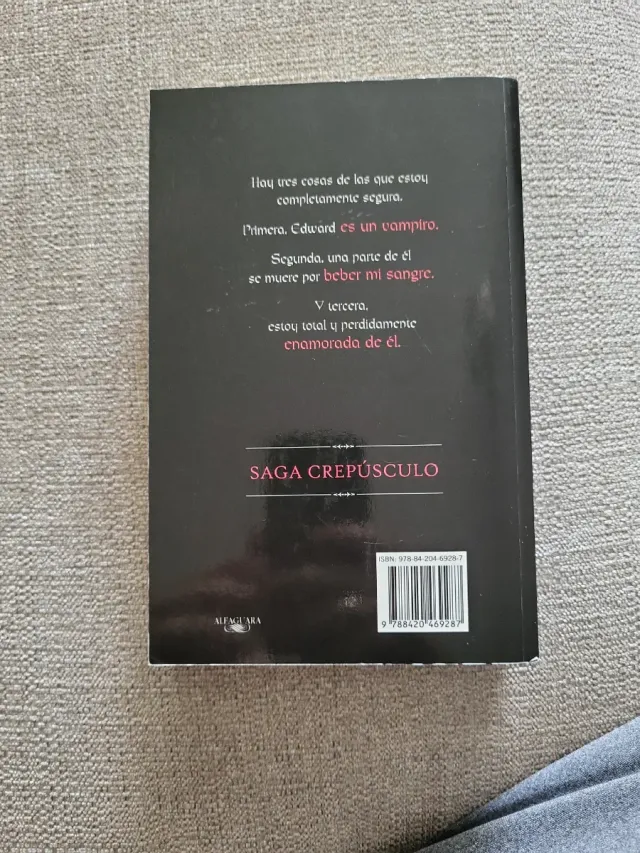 Hay tres cosas de las que estoy
completamente segura.
Primera, Edward es un vampiro.
Segunda, una parte de él
se muere por beber mi sangre.
Y tercera,
estoy total y perdidamente
enamorada de él.
SAGA CREPÚSCULO
ISBN: 978-84-204-6928-7
9 788420 469287
ALFAGUARA